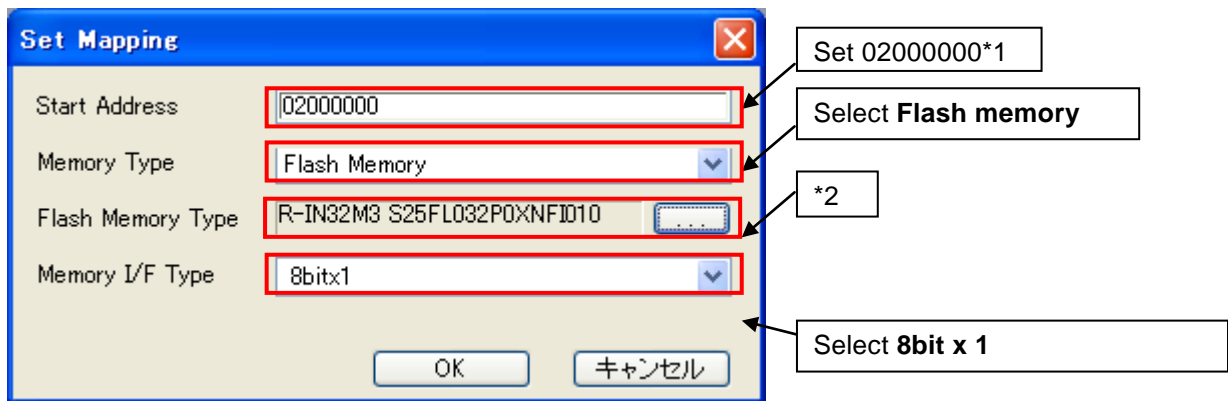 Set Mapping
Set 02000000*1
Start Address
02000000
Select Flash memory
Memory Type
Flash Memory
*2
Flash Memory Type
R-IN32M3 S25FL032P0XNFI010
...
Memory I/F Type
8bitx1
Select 8bit x 1
OK
キャンセル